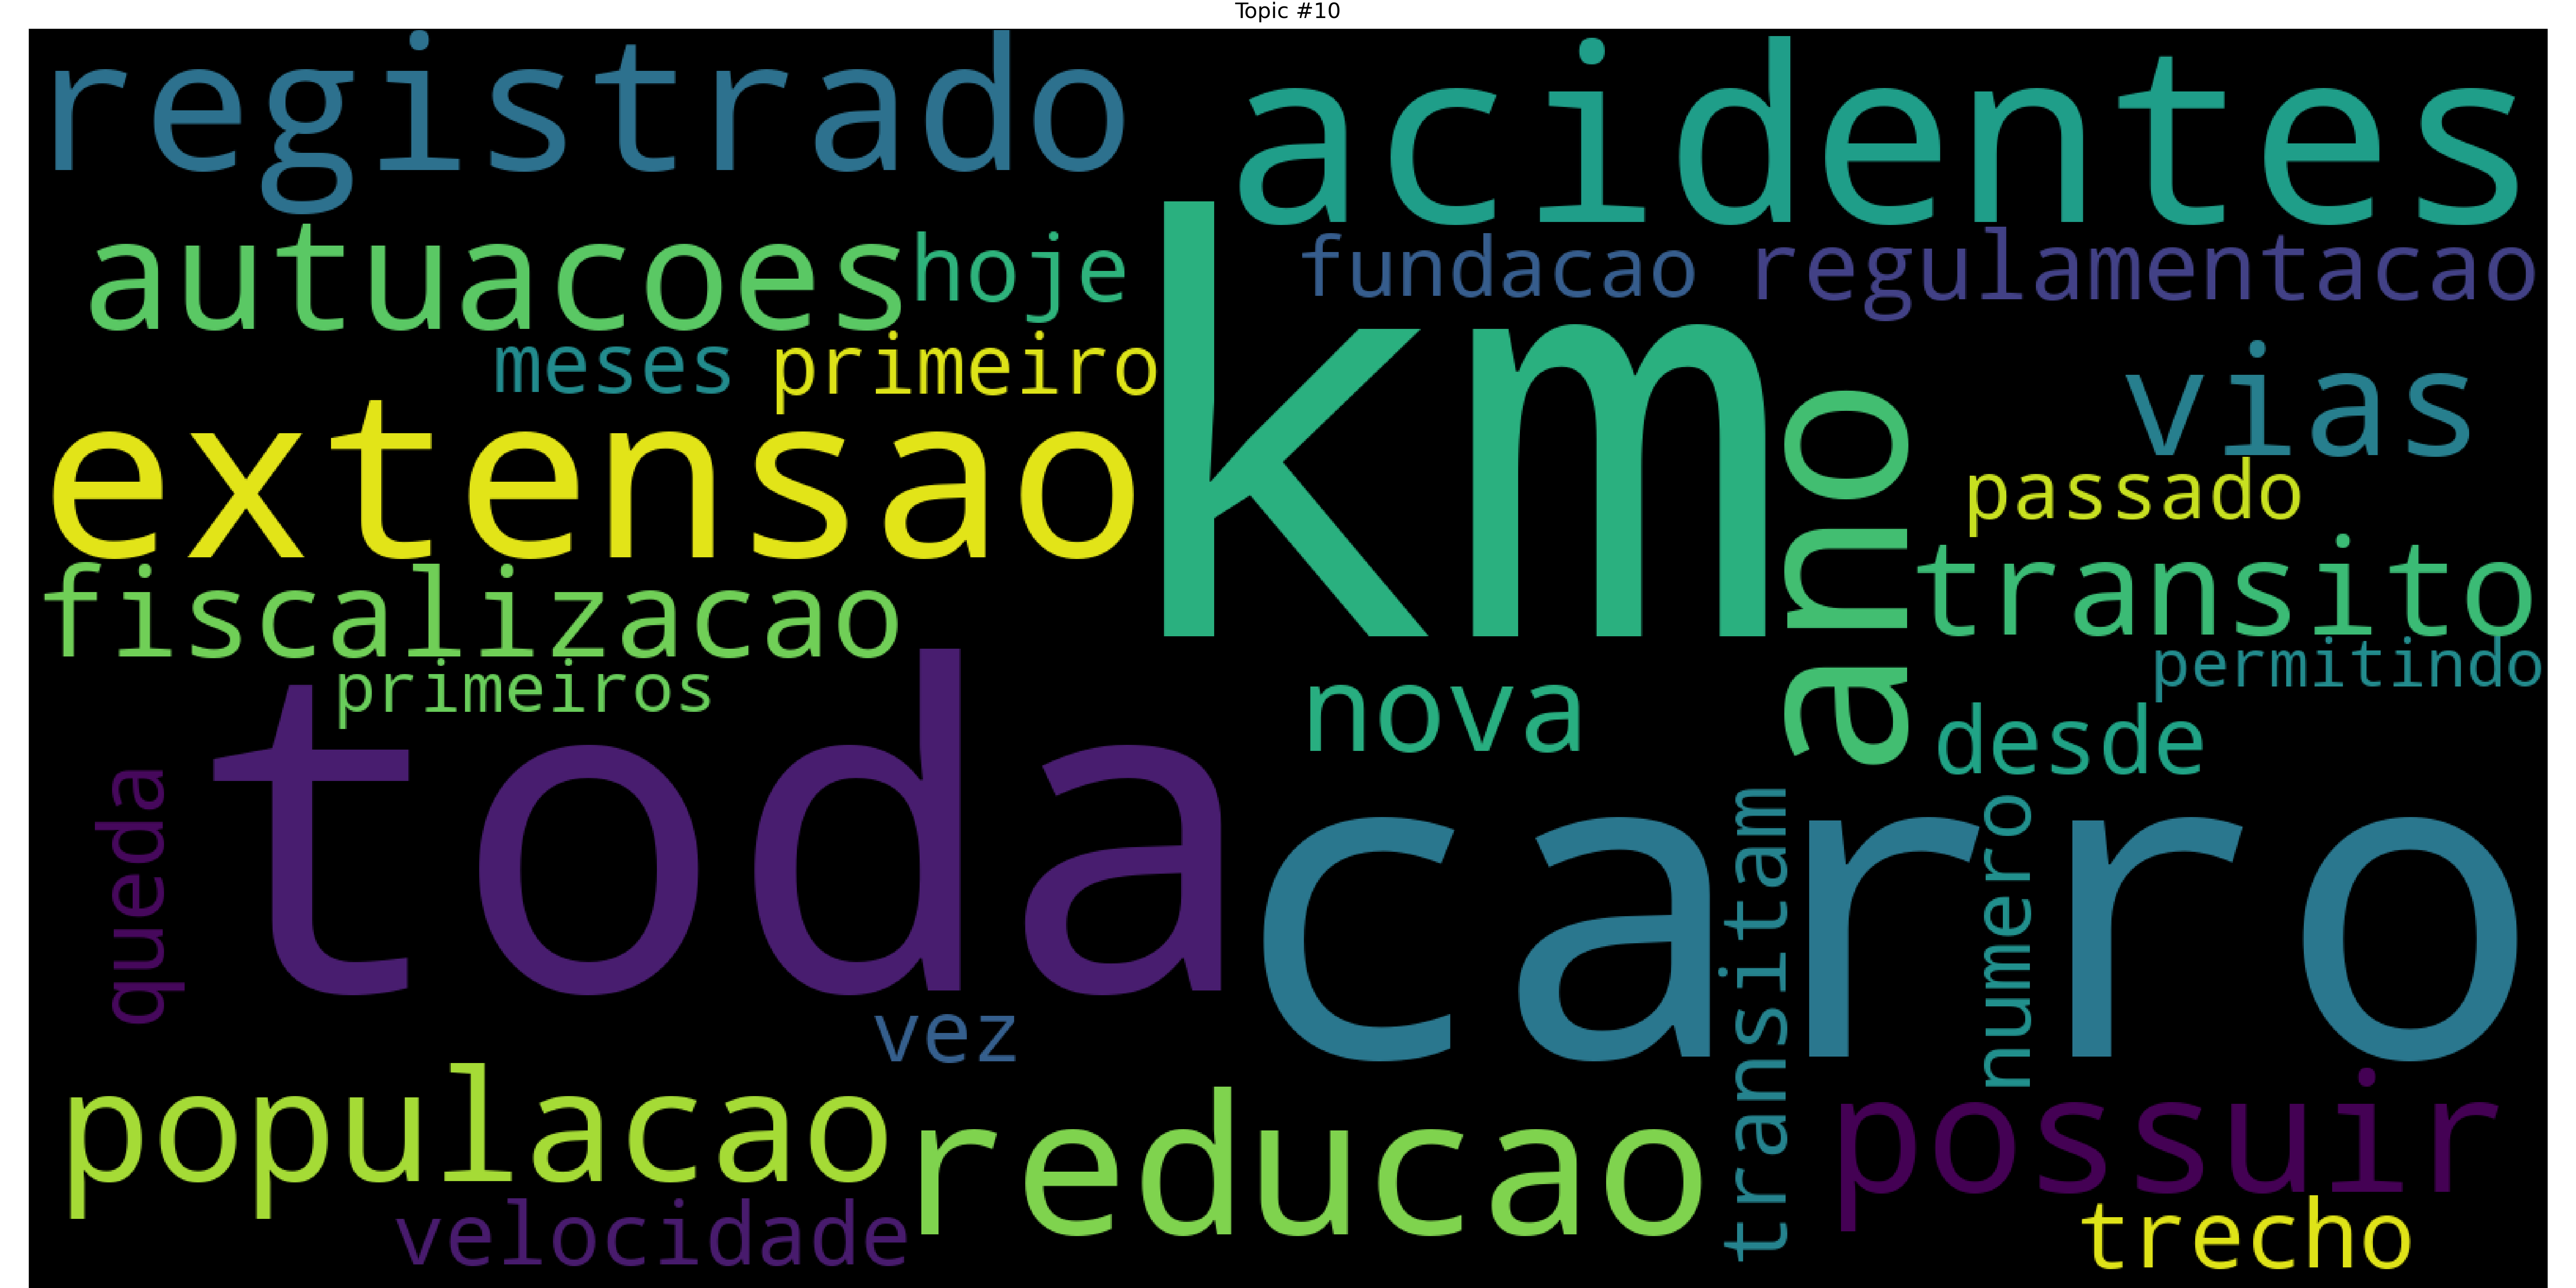 Topic #10
registrado
acidentes
autuacoes
hoje
fundacao
regulamentacao
km
meses
primeiro
vias
extensao
ano
passado
fiscalizacao
transito
primeiros
permitindo
toda
nova
desde
queda
carro
transitam
numero
vez
populacao
reducao
possuir
velocidade
trecho